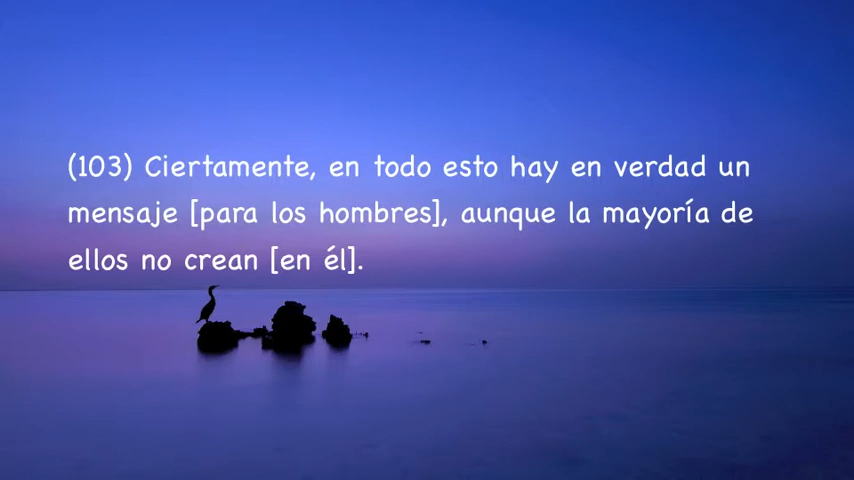 (103) Ciertamente, en todo esto hay en verdad un
mensaje [para los hombres], aunque la mayoría de
ellos no crean [en él].